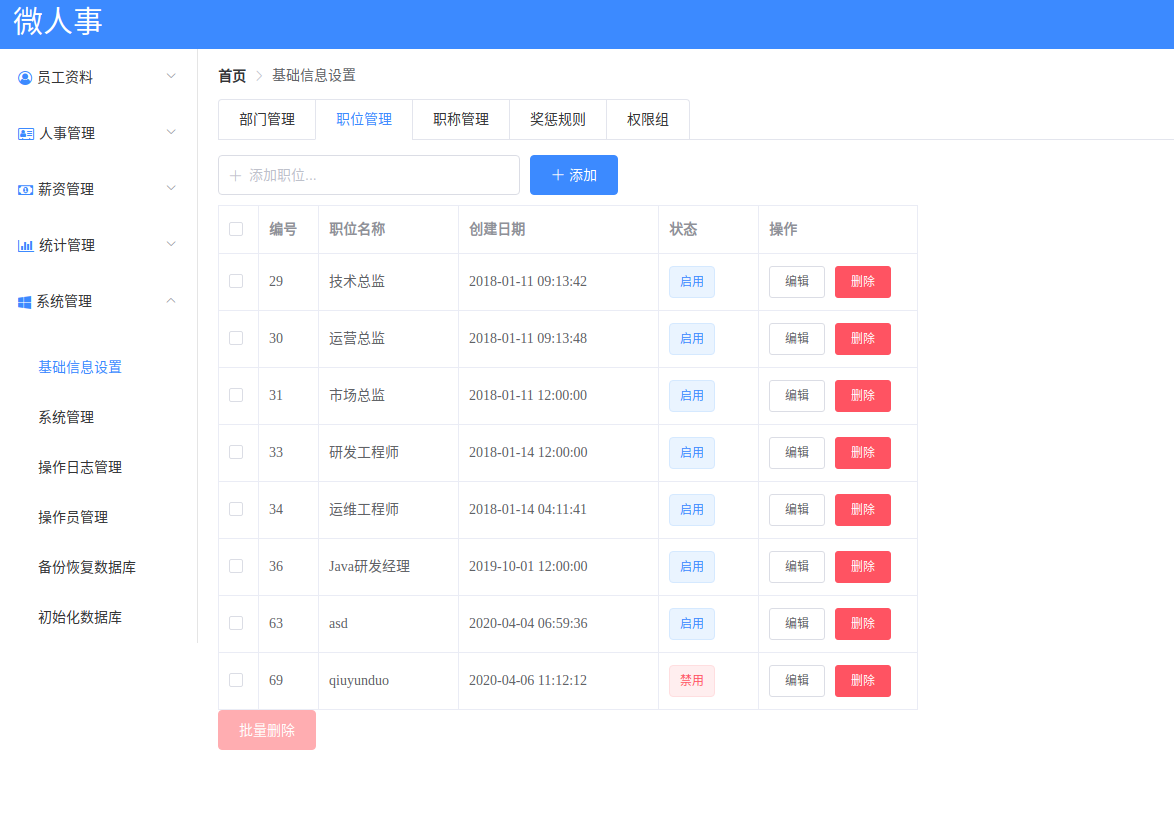 微人事
员工资料
人事管理
薪资管理
统计管理
系统管理
基础信息设置
系统管理
操作日志管理
操作员管理
备份恢复数据库
初始化数据库
首页 基础信息设置
部门管理 职位管理 职称管理 奖惩规则 权限组
添加职位... 添加
编号 职位名称 创建日期 状态 操作
29 技术总监 2018-01-11 09:13:42 启用 编辑 删除
30 运营总监 2018-01-11 09:13:48 启用 编辑 删除
31 市场总监 2018-01-11 12:00:00 启用 编辑 删除
33 研发工程师 2018-01-14 12:00:00 启用 编辑 删除
34 运维工程师 2018-01-14 04:11:41 启用 编辑 删除
36 Java研发经理 2019-10-01 12:00:00 启用 编辑 删除
63 asd 2020-04-04 06:59:36 启用 编辑 删除
69 qiuyunduo 2020-04-06 11:12:12 禁用 编辑 删除
批量删除